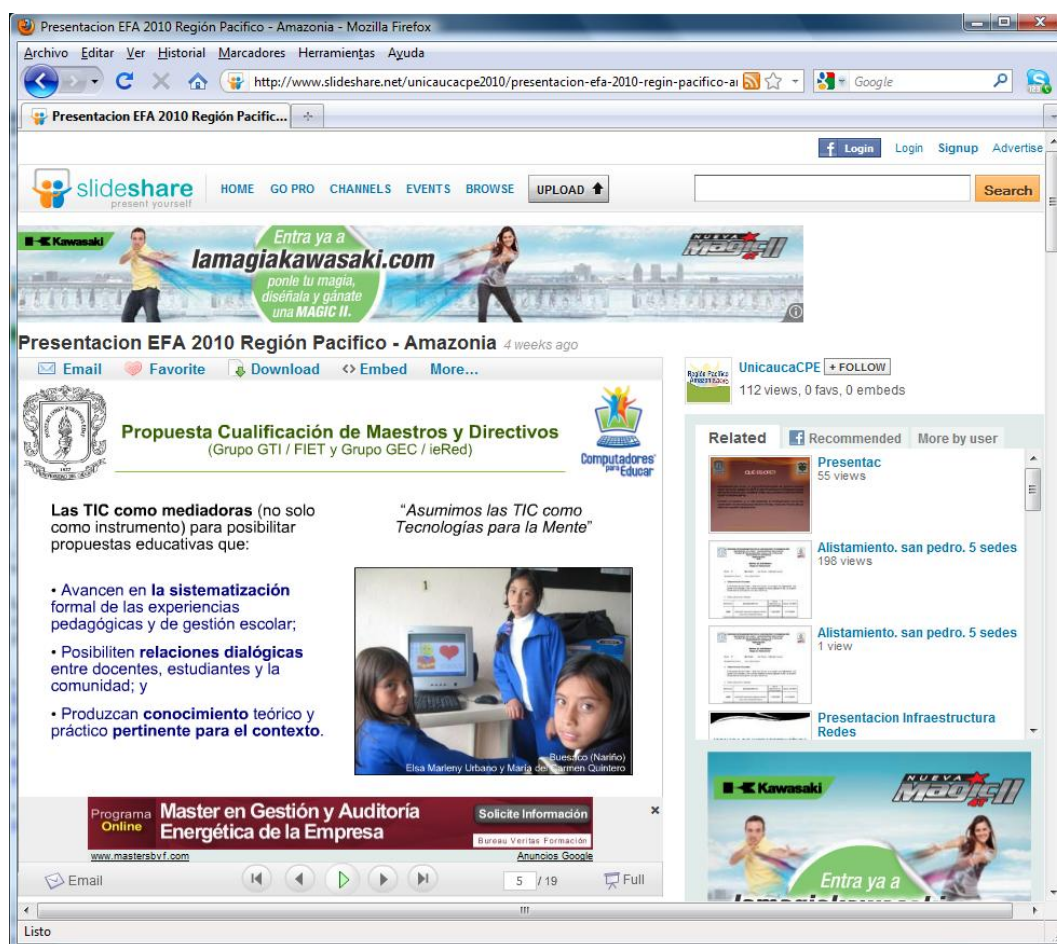 Presentacion EFA 2010 Región Pacifico - Amazonia - Mozilla Firefox
Archivo Editar Ver Historial Marcadores Herramientas Ayuda
http://www.slideshare.net/unicaucacpe2010/presentacion-efa-2010-regin-pacifico-a
Google
Presentacion EFA 2010 Región Pacific...
Login Login Signup Advertise
slideshare
present yourself
HOME GO PRO CHANNELS EVENTS BROWSE UPLOAD
Search
Kawasaki
Entra ya a
lamagiakawasaki.com
ponle tu magia,
diséñala y gánate
una MAGIC II.
NUEVA
Magic II
Presentacion EFA 2010 Región Pacifico - Amazonia 4 weeks ago
Email Favorite Download Embed More...
Propuesta Cualificación de Maestros y Directivos
(Grupo GTI / FIET y Grupo GEC / ieRed)
Computadores
para Educar
Las TIC como mediadoras (no solo
como instrumento) para posibilitar
propuestas educativas que:
“Asumimos las TIC como
Tecnologías para la Mente”
• Avancen en la sistematización
formal de las experiencias
pedagógicas y de gestión escolar;
• Posibiliten relaciones dialógicas
entre docentes, estudiantes y la
comunidad; y
• Produzcan conocimiento teórico y
práctico pertinente para el contexto.
Buesaco (Nariño)
Elsa Marleny Urbano y María del Carmen Quintero
Programa
Online
Master en Gestión y Auditoría
Energética de la Empresa
Solicite Información
Bureau Veritas Formación
www.mastersbvf.com
Anuncios Google
Email
5 / 19
Full
Región Pacifico
UnicaucaCPE + FOLLOW
112 views, 0 favs, 0 embeds
Related Recommended More by user
Presentac
55 views
Alistamiento. san pedro. 5 sedes
198 views
Alistamiento. san pedro. 5 sedes
1 view
Presentacion Infraestructura
Redes
Kawasaki
NUEVA
Magic II
Entra ya a
lamagiakawasaki.com
Listo